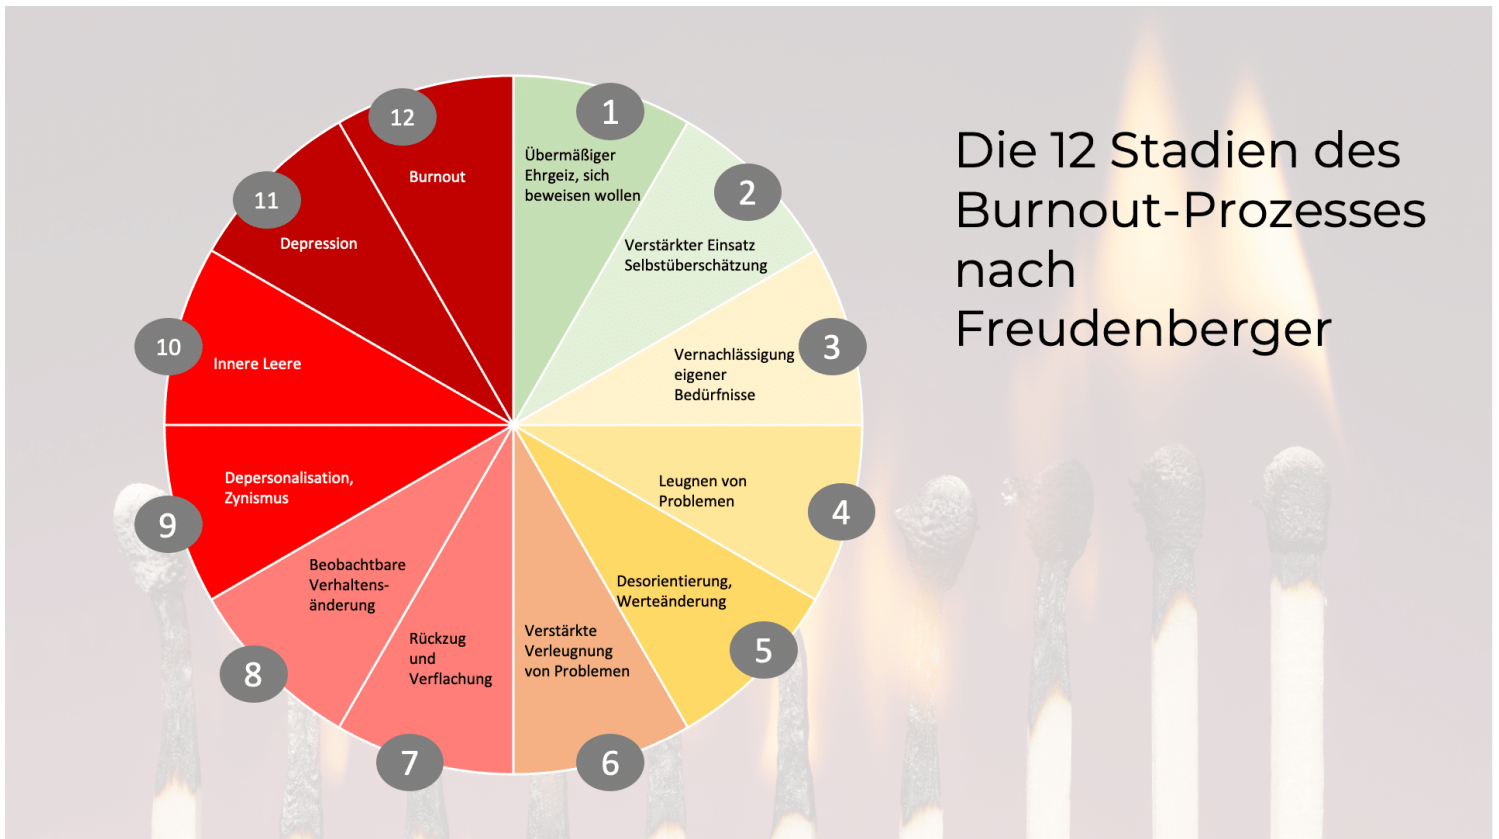 Die 12 Stadien des
Burnout-Prozesses
nach
Freudenberger
1
Übermäßiger
Ehrgeiz, sich
beweisen wollen
2
Verstärkter Einsatz
Selbstüberschätzung
3
Vernachlässigung
eigener
Bedürfnisse
4
Leugnen von
Problemen
5
Desorientierung,
Werteänderung
6
Verstärkte
Verleugnung
von Problemen
7
Rückzug
und
Verflachung
8
Beobachtbare
Verhaltens-
änderung
9
Depersonalisation,
Zynismus
10
Innere Leere
11
Depression
12
Burnout